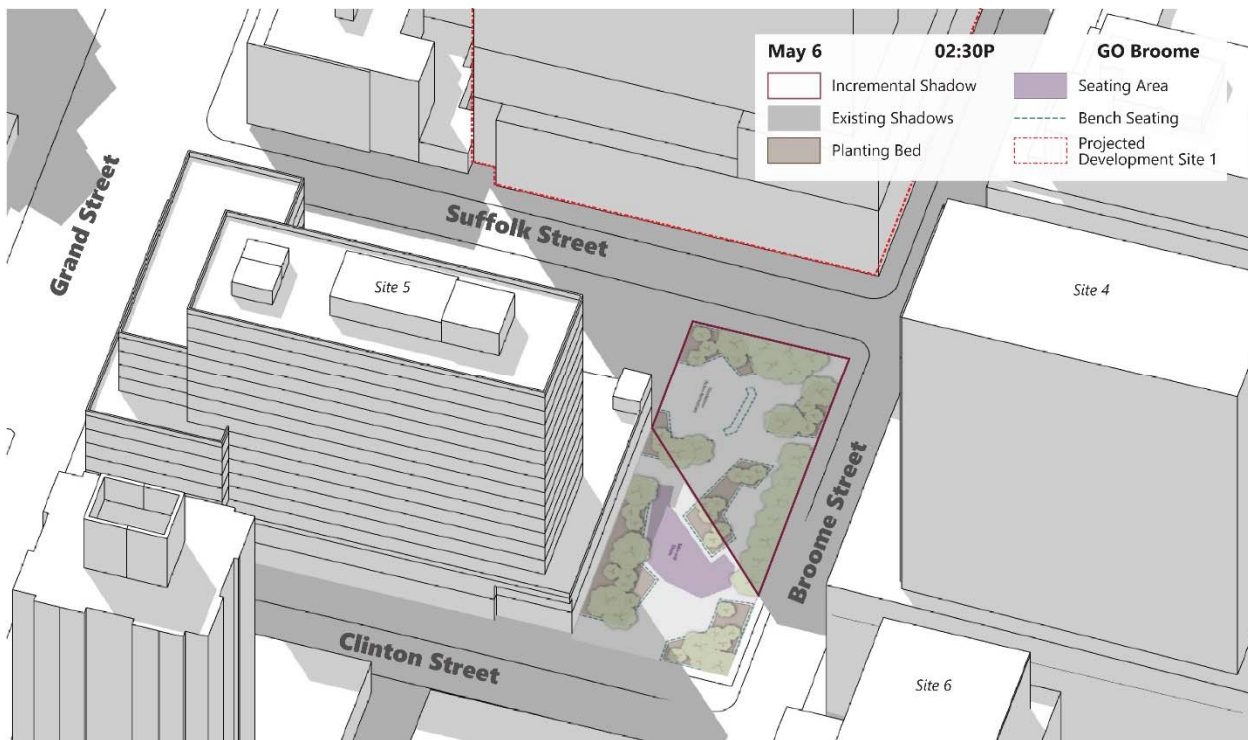 May 6 02:30P GO Broome
Incremental Shadow
Existing Shadows
Planting Bed
Seating Area
Bench Seating
Projected
Development Site 1
Grand Street
Suffolk Street
Site 5
Site 4
Broome Street
Clinton Street
Site 6